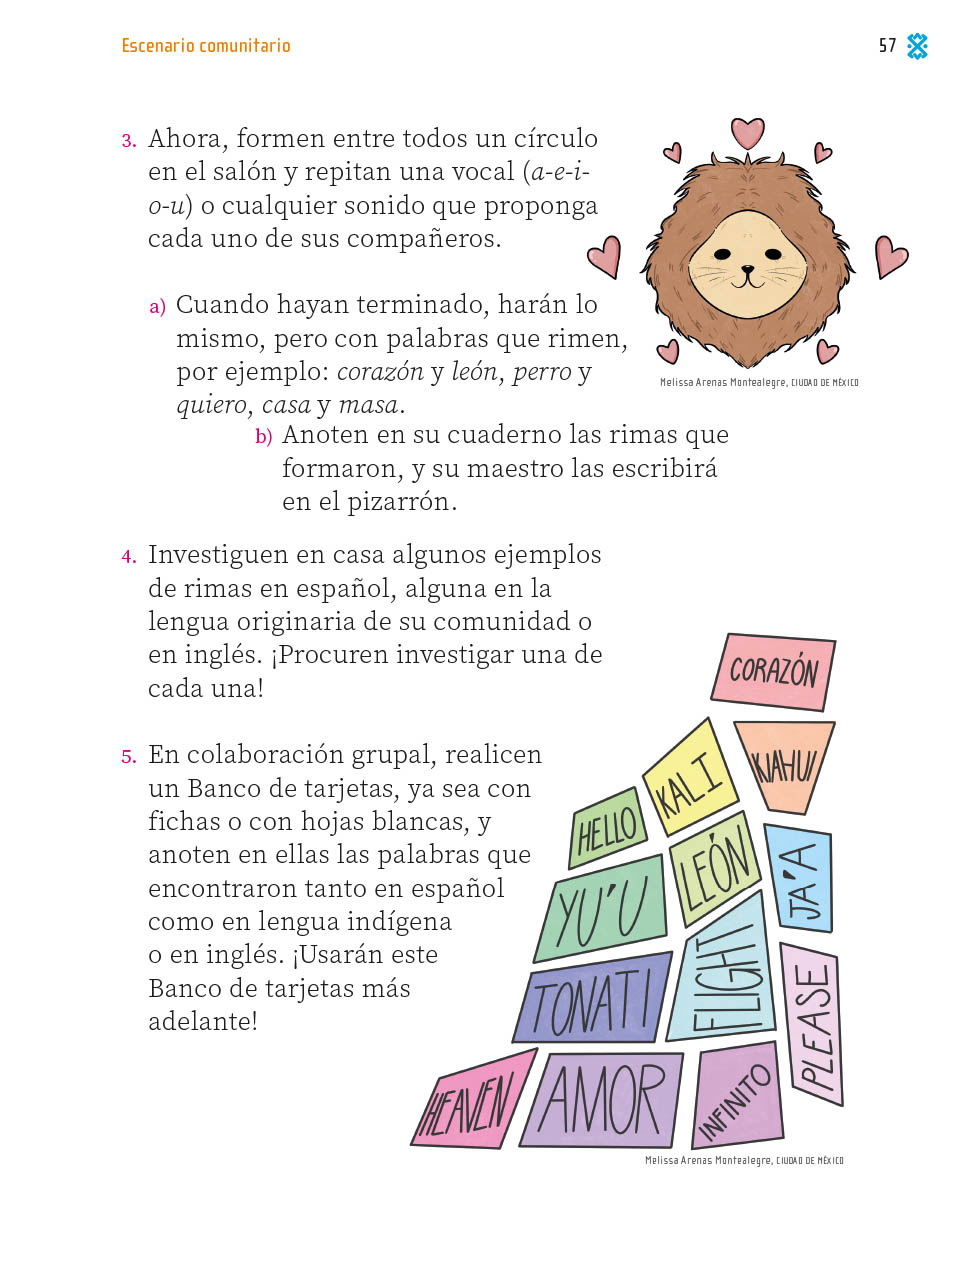 Escenario comunitario
57
3. Ahora, formen entre todos un círculo
en el salón y repitan una vocal (a-e-i-
o-u) o cualquier sonido que proponga
cada uno de sus compañeros.
a) Cuando hayan terminado, harán lo
mismo, pero con palabras que rimen,
por ejemplo: corazón y león, perro y
quiero, casa y masa.
Melissa Arenas Montealegre, CIUDAD DE MÉXICO
b) Anoten en su cuaderno las rimas que
formaron, y su maestro las escribirá
en el pizarrón.
4. Investiguen en casa algunos ejemplos
de rimas en español, alguna en la
lengua originaria de su comunidad o
en inglés. ¡Procuren investigar una de
cada una!
5. En colaboración grupal, realicen
un Banco de tarjetas, ya sea con
fichas o con hojas blancas, y
anoten en ellas las palabras que
encontraron tanto en español
como en lengua indígena
o en inglés. ¡Usarán este
Banco de tarjetas más
adelante!
CORAZÓN
KIAHUI
KALI
HELLO
LEÓN
JA'A
YU'U
FLIGHT
TONATI
PLEASE
HEAVEN
AMOR
INFINITO
Melissa Arenas Montealegre, CIUDAD DE MÉXICO